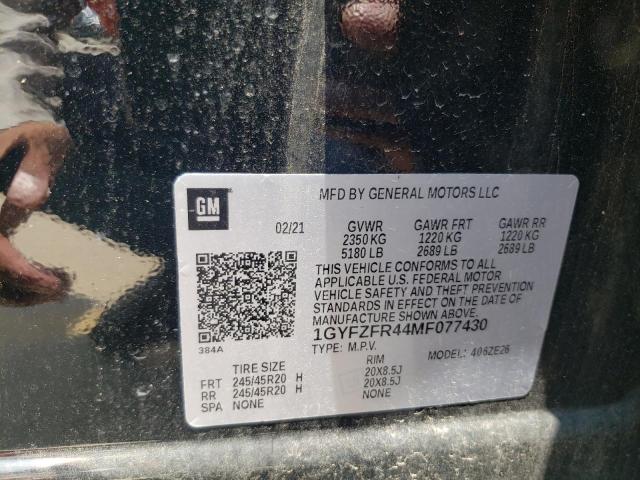 GM
MFD BY GENERAL MOTORS LLC
02/21 GVWR GAWR FRT GAWR RR
2350 KG 1220 KG 1220 KG
5180 LB 2689 LB 2689 LB
THIS VEHICLE CONFORMS TO ALL
APPLICABLE U.S. FEDERAL MOTOR
VEHICLE SAFETY AND THEFT PREVENTION
STANDARDS IN EFFECT ON THE DATE OF
MANUFACTURE SHOWN ABOVE.
1GYFZFR44MF077430
384A TYPE: M.P.V. MODEL: 406ZE26
TIRE SIZE RIM
FRT 245/45R20 H 20X8.5J
RR 245/45R20 H 20X8.5J
SPA NONE NONE